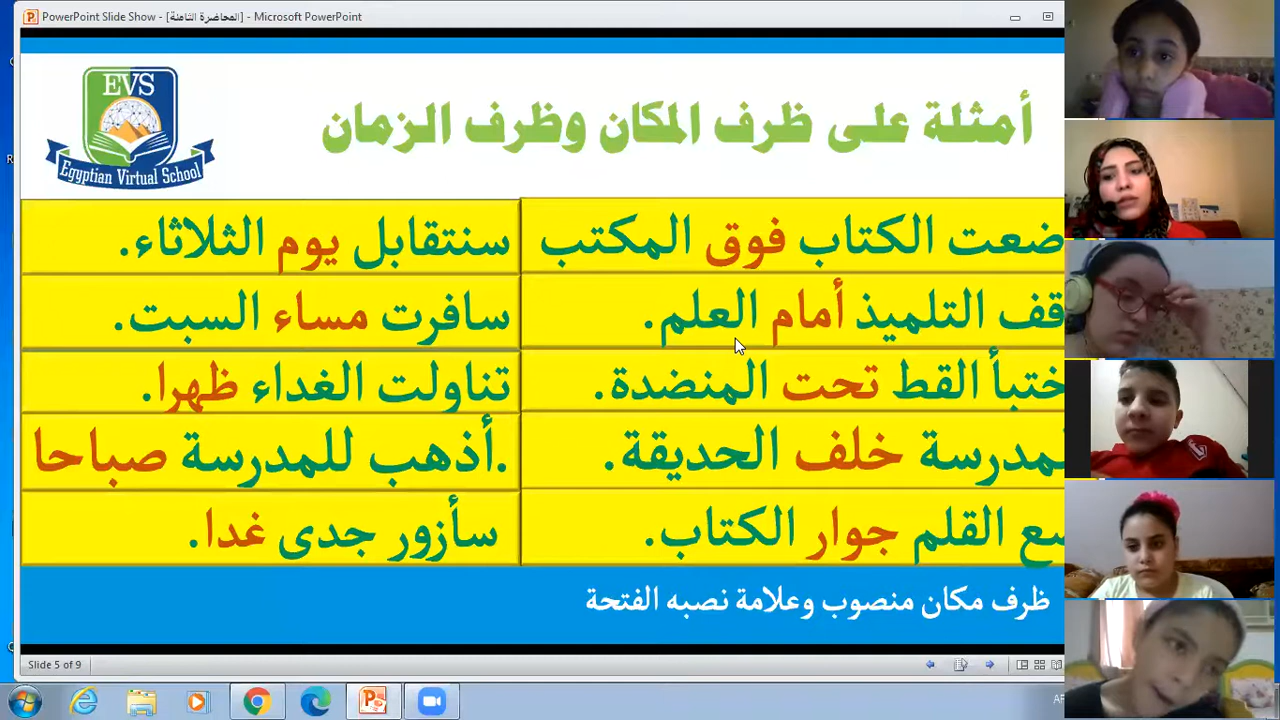 PowerPoint Slide Show - [المحاضرة الثامنة] - Microsoft PowerPoint
EVS
Egyptian Virtual School
أمثلة على ظرف المكان وظرف الزمان
ضعت الكتاب فوق المكتب
سنتقابل يوم الثلاثاء.
قف التلميذ أمام العلم.
سافرت مساء السبت.
ختبأ القط تحت المنضدة.
تناولت الغداء ظهرا.
لمدرسة خلف الحديقة.
.أذهب للمدرسة صباحا
ضع القلم جوار الكتاب.
سأزور جدى غدا.
ظرف مكان منصوب وعلامة نصبه الفتحة
Slide 5 of 9